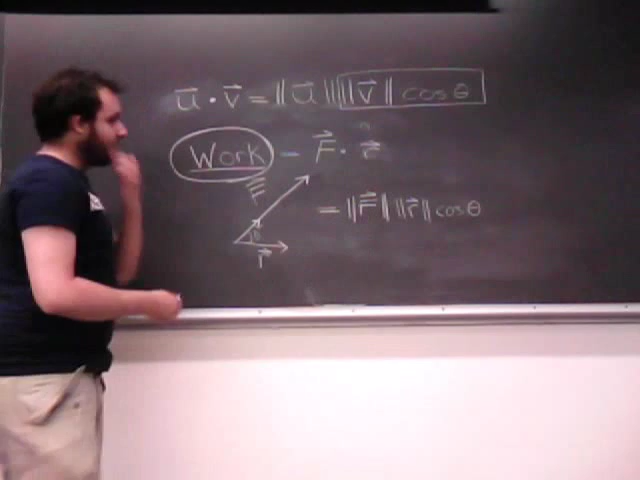 u⃗ · v⃗ = ||u⃗|| ||v⃗|| cos θ
Work – F⃗ · r⃗
F⃗
= ||F⃗|| ||r⃗|| cos θ
θ
r⃗